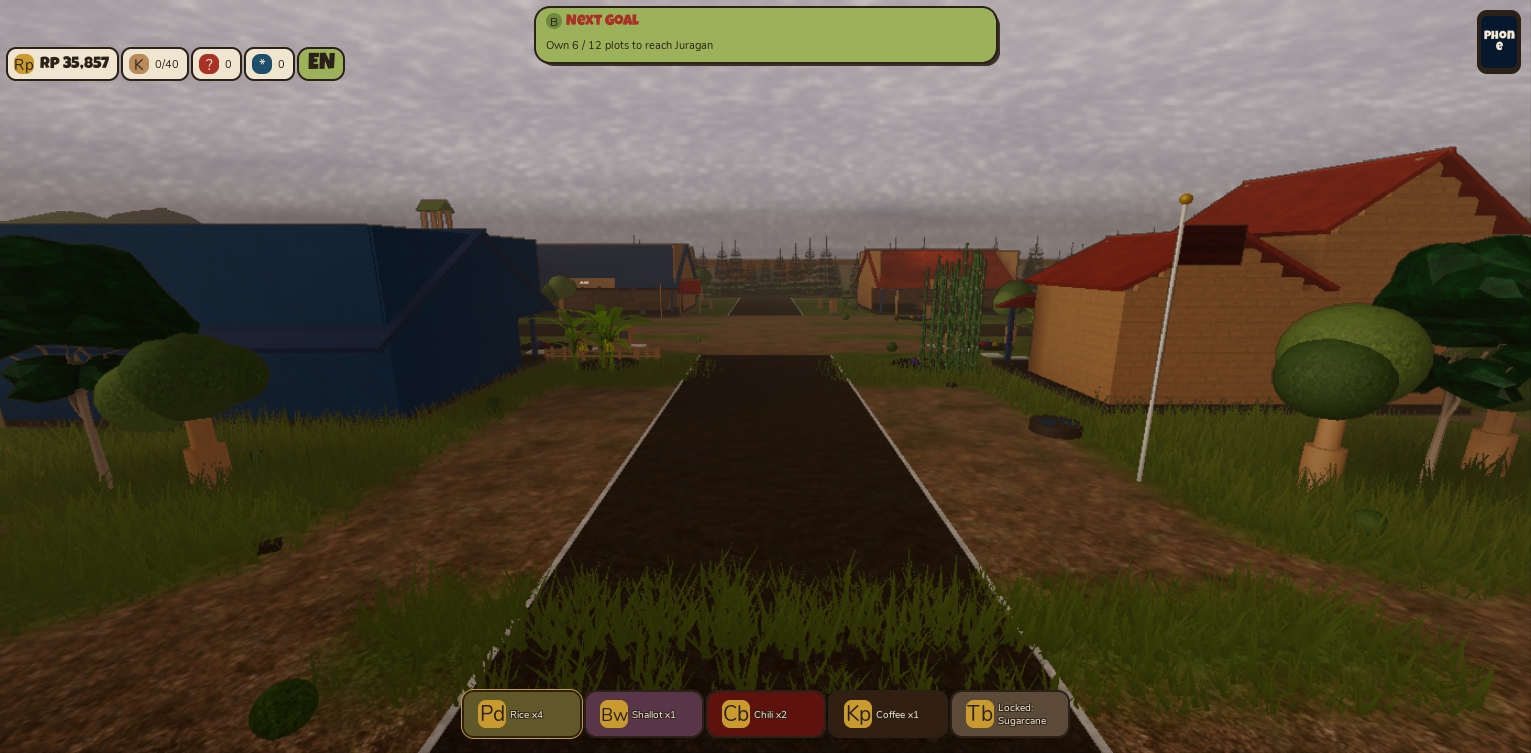 B NEXT GOAL
Own 6 / 12 plots to reach Juragan
Rp RP 35,857
K 0/40
? 0
* 0
EN
Phon
e
Pd Rice x4
Bw Shallot x1
Cb Chili x2
Kp Coffee x1
Tb Locked:
Sugarcane